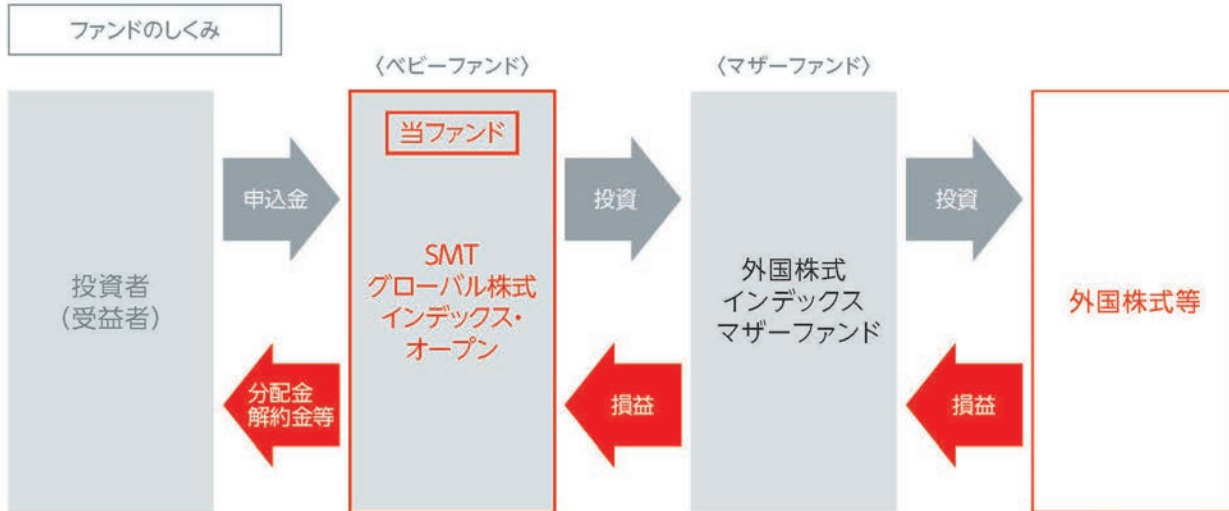 ファンドのしくみ
〈ベビーファンド〉
〈マザーファンド〉
当ファンド
申込金
投資
投資
投資者
(受益者)
SMT
グローバル株式
インデックス・
オープン
外国株式
インデックス
マザーファンド
外国株式等
分配金
解約金等
損益
損益